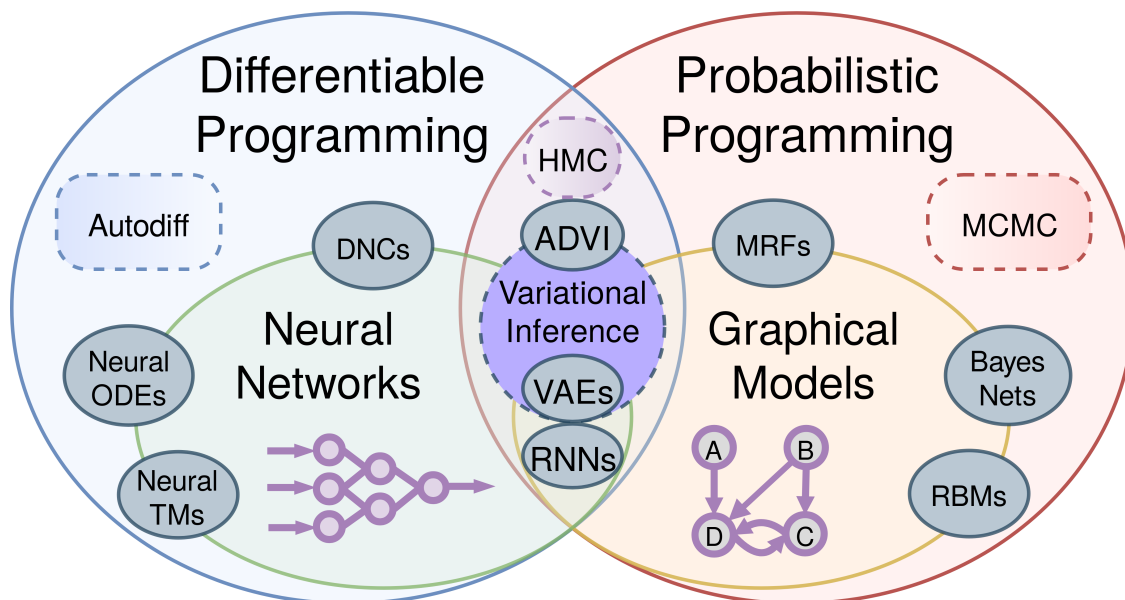 Differentiable
Programming
Probabilistic
Programming
HMC
Autodiff
MCMC
DNCs
ADVI
MRFs
Variational
Inference
Neural
Networks
Graphical
Models
Neural
ODEs
Bayes
Nets
VAEs
RNNs
A
B
Neural
TMs
RBMs
D
C